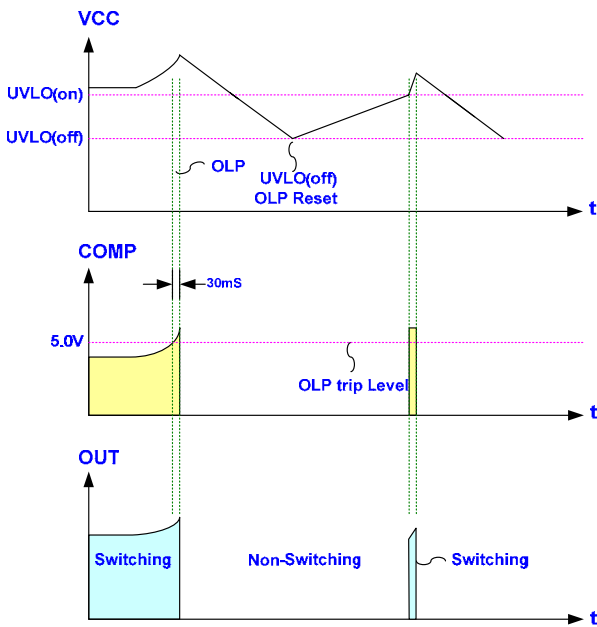 VCC
UVLO(on)
UVLO(off)
OLP
UVLO(off)
OLP Reset
t
COMP
30mS
5.0V
OLP trip Level
t
OUT
Switching
Non-Switching
Switching
t